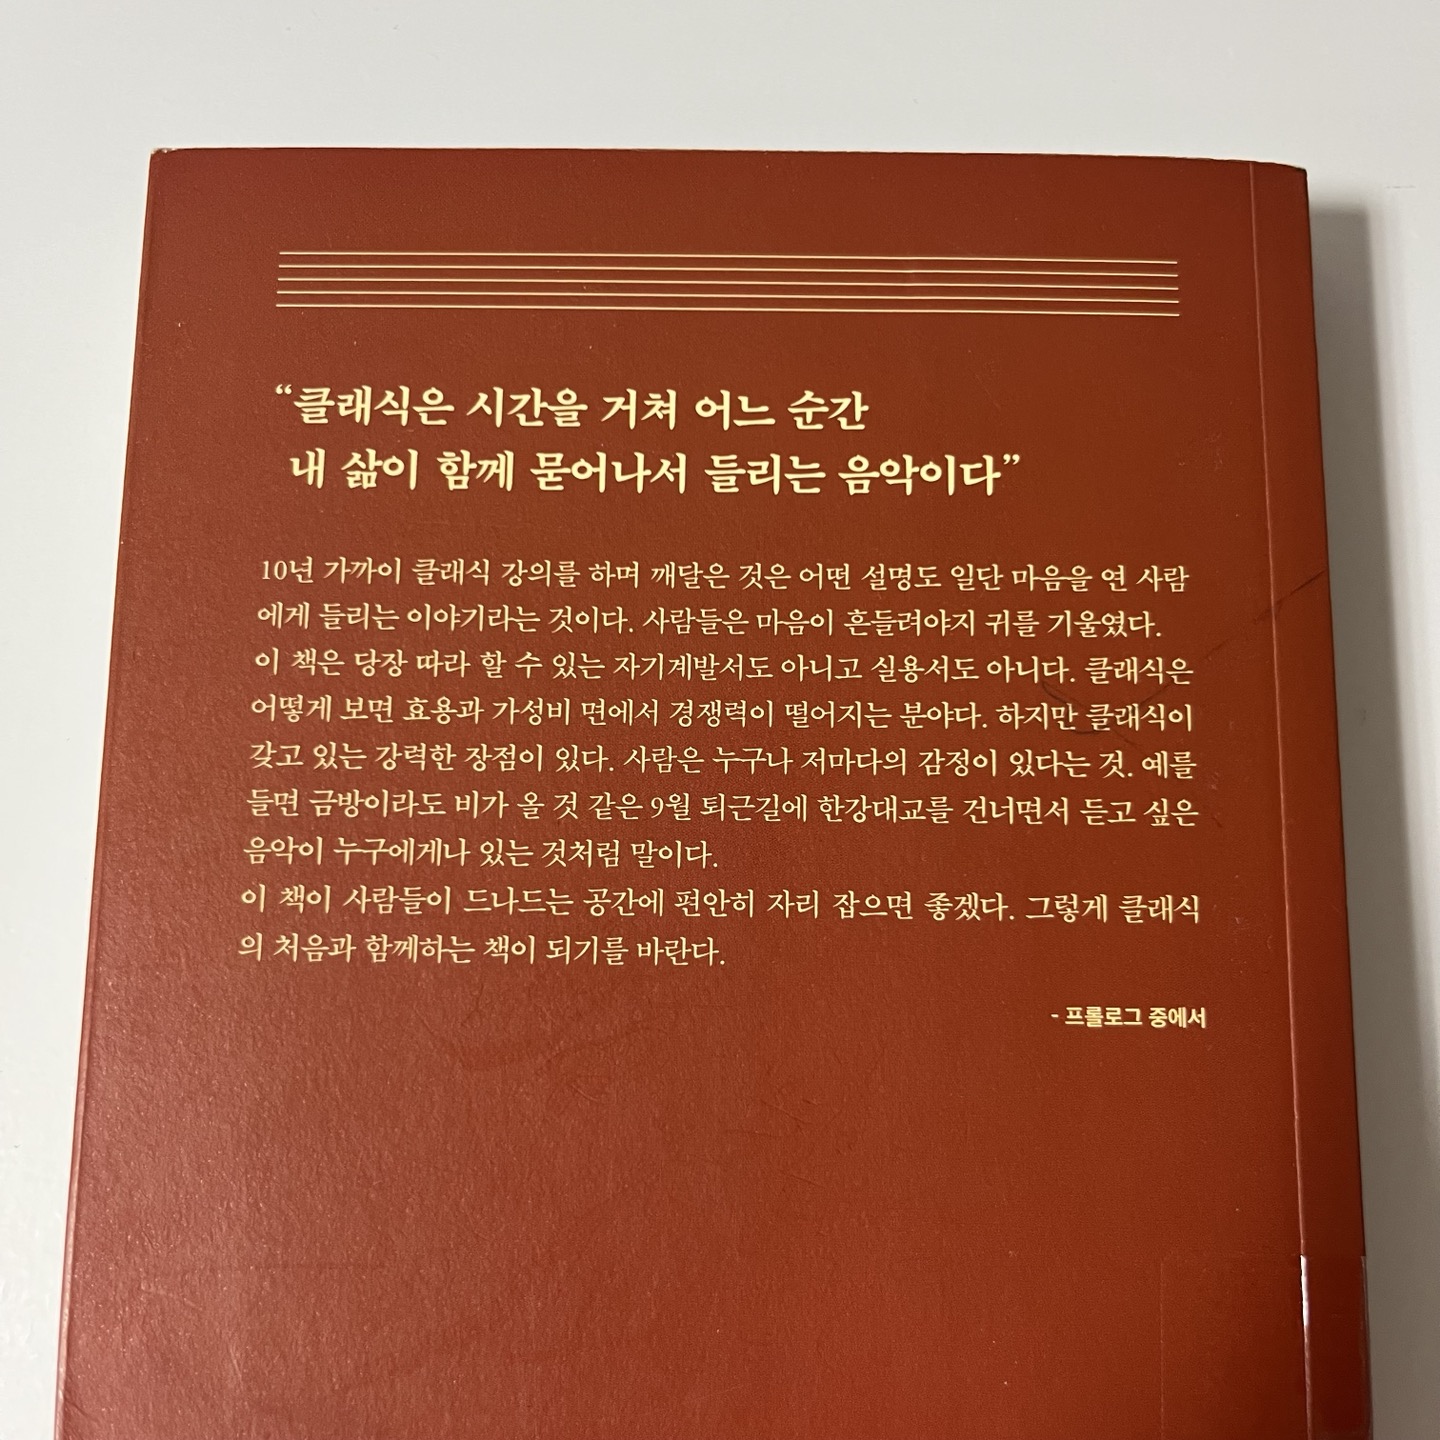 “클래식은 시간을 거쳐 어느 순간
내 삶이 함께 묻어나서 들리는 음악이다”
10년 가까이 클래식 강의를 하며 깨달은 것은 어떤 설명도 일단 마음을 연 사람
에게 들리는 이야기라는 것이다. 사람들은 마음이 흔들려야지 귀를 기울였다.
이 책은 당장 따라 할 수 있는 자기계발서도 아니고 실용서도 아니다. 클래식은
어떻게 보면 효용과 가성비 면에서 경쟁력이 떨어지는 분야다. 하지만 클래식이
갖고 있는 강력한 장점이 있다. 사람은 누구나 저마다의 감정이 있다는 것. 예를
들면 금방이라도 비가 올 것 같은 9월 퇴근길에 한강대교를 건너면서 듣고 싶은
음악이 누구에게나 있는 것처럼 말이다.
이 책이 사람들이 드나드는 공간에 편안히 자리 잡으면 좋겠다. 그렇게 클래식
의 처음과 함께하는 책이 되기를 바란다.
- 프롤로그 중에서